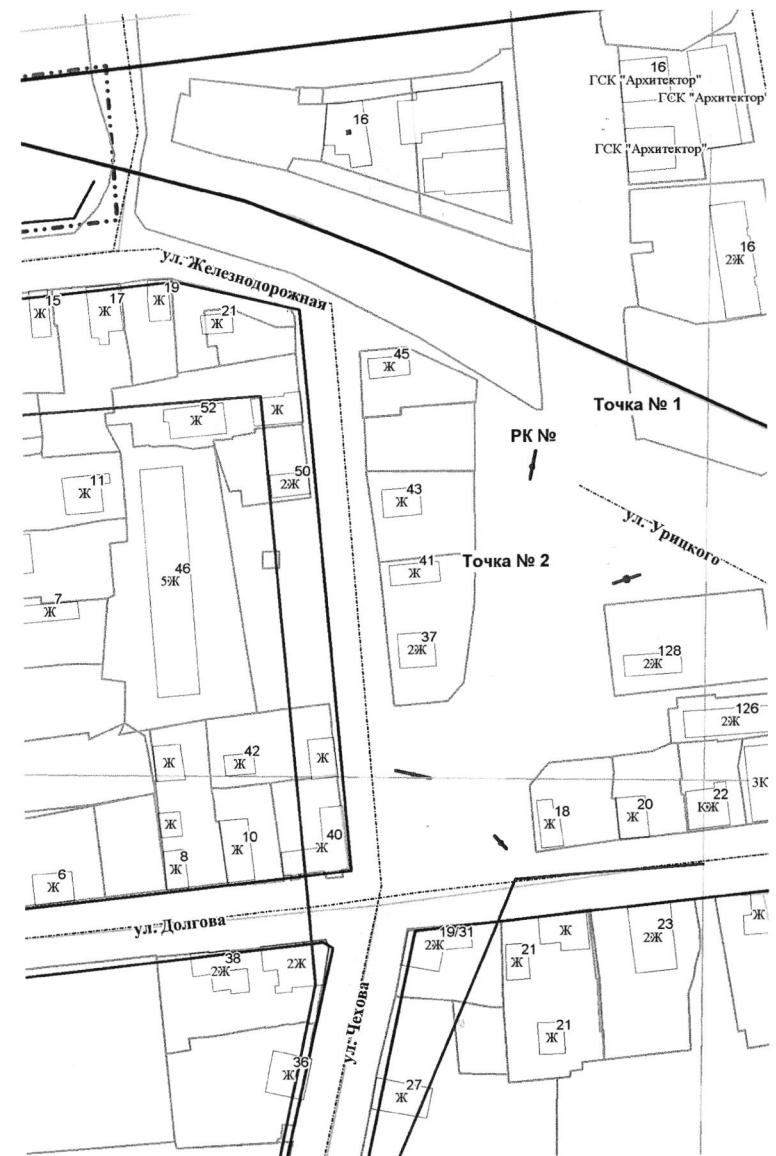 16
ГСК "Архитектор"
ГСК "Архитектор"
16
ГСК "Архитектор"
16
2Ж
ул. Железнодорожная
15
Ж
17
Ж
19
Ж
21
Ж
45
Ж
Точка № 1
52
Ж
Ж
РК №
50
2Ж
11
Ж
43
Ж
ул. Урицкого
41
Ж
Точка № 2
46
5Ж
7
Ж
37
2Ж
128
2Ж
126
2Ж
Ж
42
Ж
Ж
3К
22
КЖ
18
Ж
20
Ж
Ж
10
Ж
40
Ж
8
Ж
6
Ж
ул. Долгова
19/31
2Ж
Ж
23
2Ж
Ж
21
Ж
38
2Ж
2Ж
ул. Чехова
21
Ж
36
Ж
27
Ж